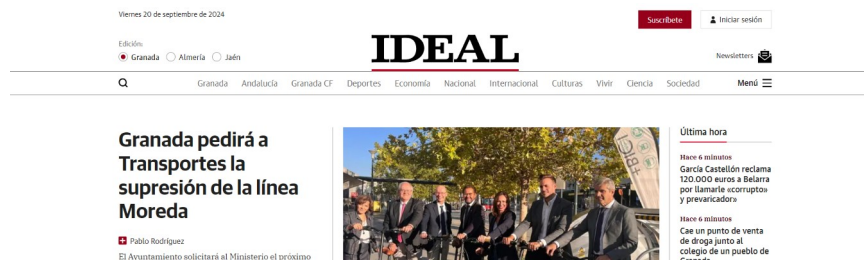 Viernes 20 de septiembre de 2024
Suscríbete
Iniciar sesión
Edición:
Granada Almería Jaén
IDEAL
Newsletters
Granada Andalucía Granada CF Deportes Economía Nacional Internacional Culturas Vivir Ciencia Sociedad Menú
Granada pedirá a
Transportes la
supresión de la línea
Moreda
Pablo Rodríguez
El Ayuntamiento solicitará al Ministerio el próximo
+BICI
Última hora
Hace 6 minutos
García Castellón reclama
120.000 euros a Belarra
por llamarle «corrupto»
y prevaricador»
Hace 6 minutos
Cae un punto de venta
de droga junto al
colegio de un pueblo de
Granada